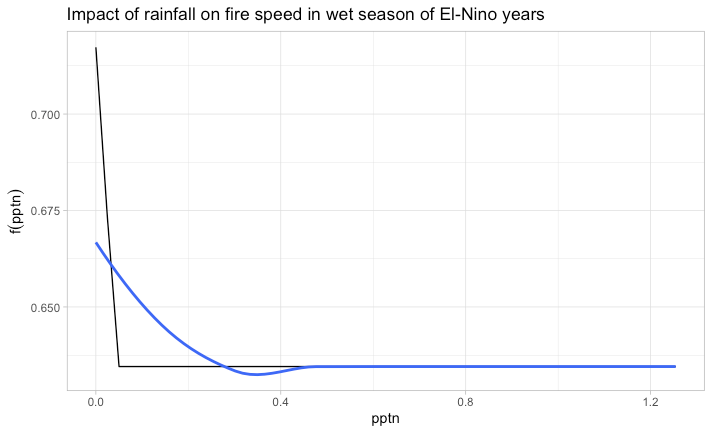 Impact of rainfall on fire speed in wet season of El-Nino years
0.700
0.675
0.650
f(pptn)
0.0 0.4 0.8 1.2
pptn